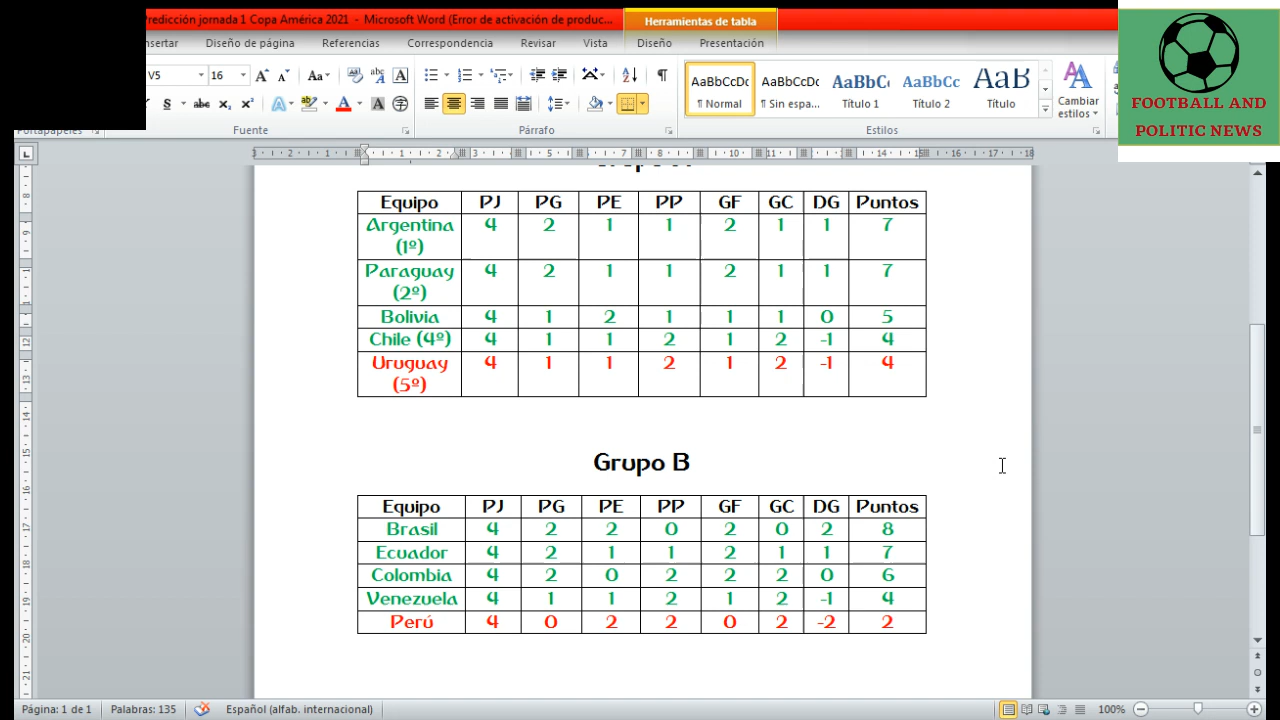 Predicción jornada 1 Copa América 2021 - Microsoft Word (Error de activación de produc...
Herramientas de tabla
Diseño de página Referencias Correspondencia Revisar Vista Diseño Presentación
V5 16 Aa
AaBbCcDc AaBbCcDc AaBbC AaBbCc AaB
¶ Normal ¶ Sin espa... Título 1 Título 2 Título
Cambiar
estilos
Fuente Párrafo Estilos
FOOTBALL AND
POLITIC NEWS
Equipo PJ PG PE PP GF GC DG Puntos
Argentina (1º) 4 2 1 1 2 1 1 7
Paraguay (2º) 4 2 1 1 2 1 1 7
Bolivia 4 1 2 1 1 1 0 5
Chile (4º) 4 1 1 2 1 2 -1 4
Uruguay (5º) 4 1 1 2 1 2 -1 4
Grupo B
Equipo PJ PG PE PP GF GC DG Puntos
Brasil 4 2 2 0 2 0 2 8
Ecuador 4 2 1 1 2 1 1 7
Colombia 4 2 0 2 2 2 0 6
Venezuela 4 1 1 2 1 2 -1 4
Perú 4 0 2 2 0 2 -2 2
Página: 1 de 1 Palabras: 135 Español (alfab. internacional) 100%